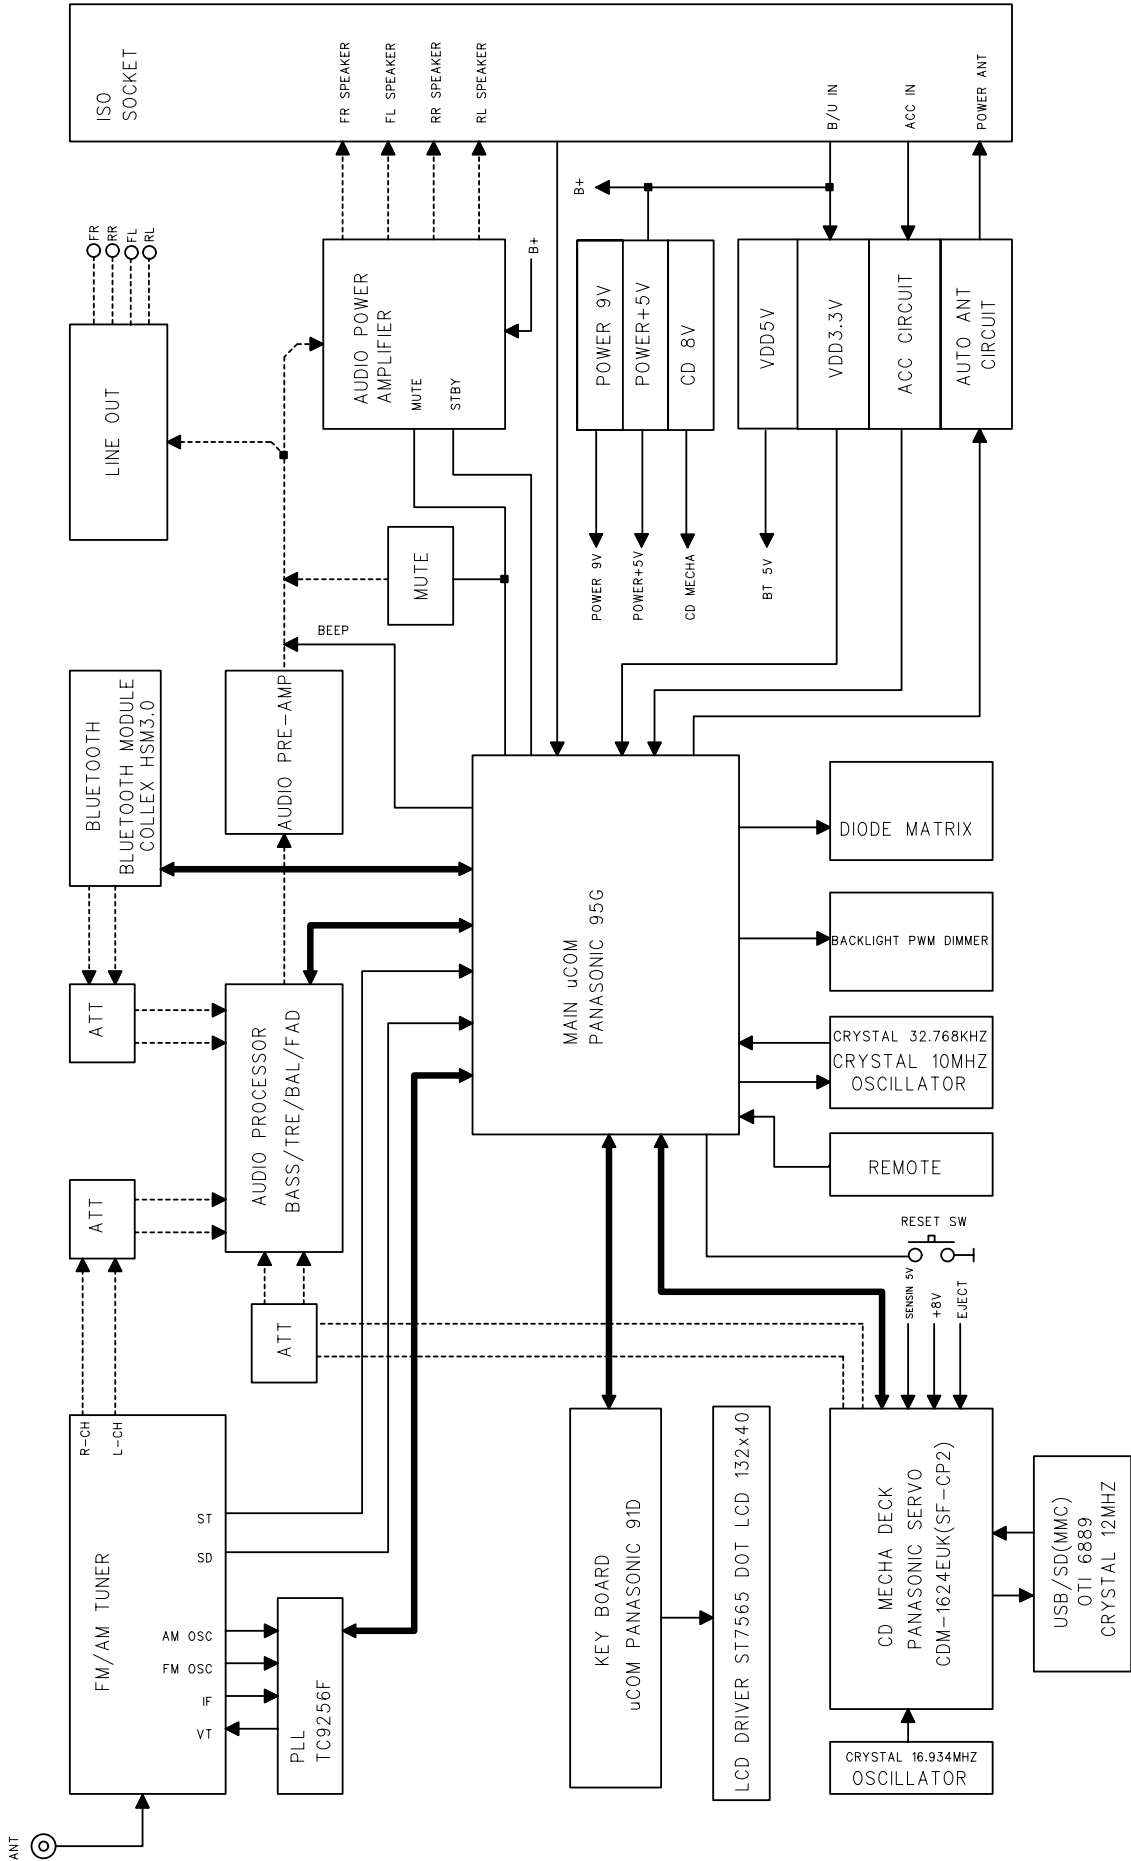 ISO
SOCKET
FR SPEAKER
FL SPEAKER
RR SPEAKER
RL SPEAKER
B/U IN
ACC IN
POWER ANT
FR
RR
FL
RL
LINE OUT
AUDIO POWER
AMPLIFIER
MUTE
STBY
B+
B+
POWER 9V
POWER+5V
CD 8V
VDD5V
VDD3.3V
ACC CIRCUIT
AUTO ANT
CIRCUIT
POWER 9V
POWER+5V
CD MECHA
BT 5V
MUTE
BEEP
BLUETOOTH
BLUETOOTH MODULE
COLLEX HSM3.0
AUDIO PRE-AMP
ATT
AUDIO PROCESSOR
BASS/TRE/BAL/FAD
ATT
ATT
MAIN uCOM
PANASONIC 95G
DIODE MATRIX
BACKLIGHT PWM DIMMER
CRYSTAL 32.768KHZ
CRYSTAL 10MHZ
OSCILLATOR
REMOTE
RESET SW
SENSIN 5V
+8V
EJECT
R-CH
L-CH
FM/AM TUNER
ST
SD
AM OSC
FM OSC
IF
VT
PLL
TC9256F
ANT
KEY BOARD
uCOM PANASONIC 91D
LCD DRIVER ST7565 DOT LCD 132x40
CD MECHA DECK
PANASONIC SERVO
CDM-1624EUK(SF-CP2)
USB/SD(MMC)
OTI 6889
CRYSTAL 12MHZ
CRYSTAL 16.934MHZ
OSCILLATOR